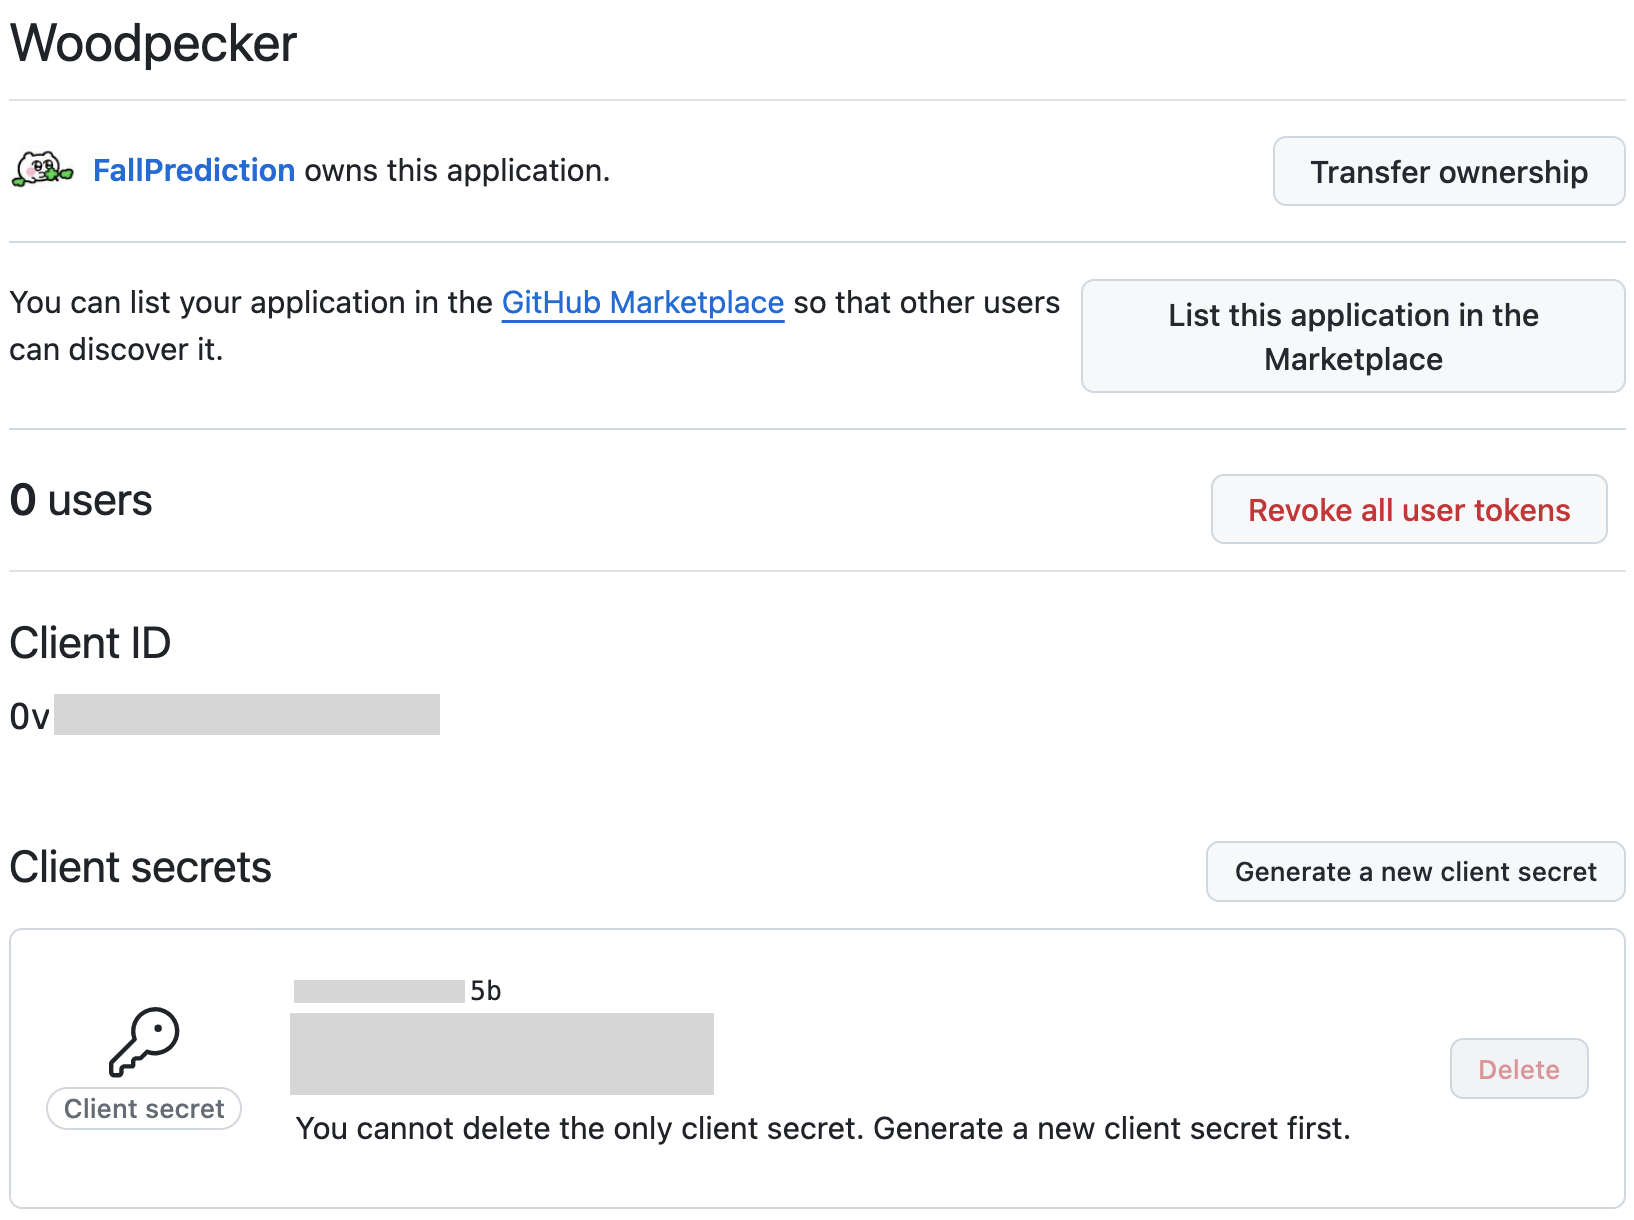 Woodpecker
FallPrediction owns this application.
Transfer ownership
You can list your application in the GitHub Marketplace so that other users
can discover it.
List this application in the
Marketplace
0 users
Revoke all user tokens
Client ID
0v
Client secrets
Generate a new client secret
5b
Client secret
You cannot delete the only client secret. Generate a new client secret first.
Delete